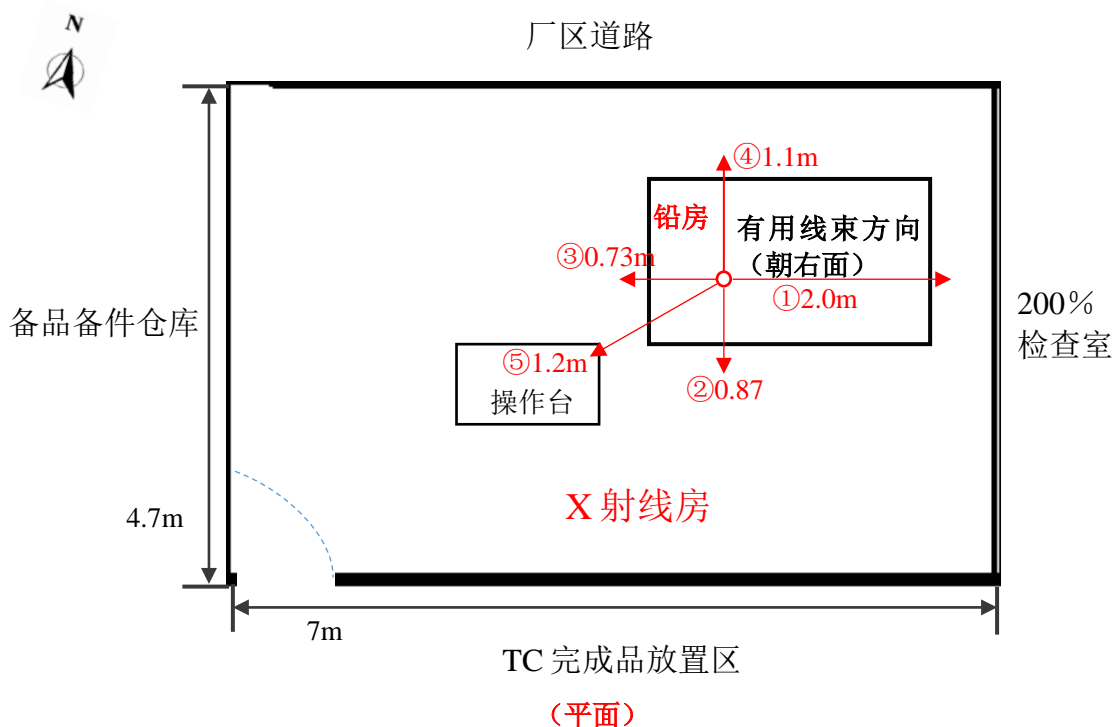 N
厂区道路
④1.1m
铅房
有用线束方向
（朝右面）
③0.73m
①2.0m
备品备件仓库
200%
检查室
⑤1.2m
②0.87
操作台
X 射线房
4.7m
7m
TC 完成品放置区
（平面）